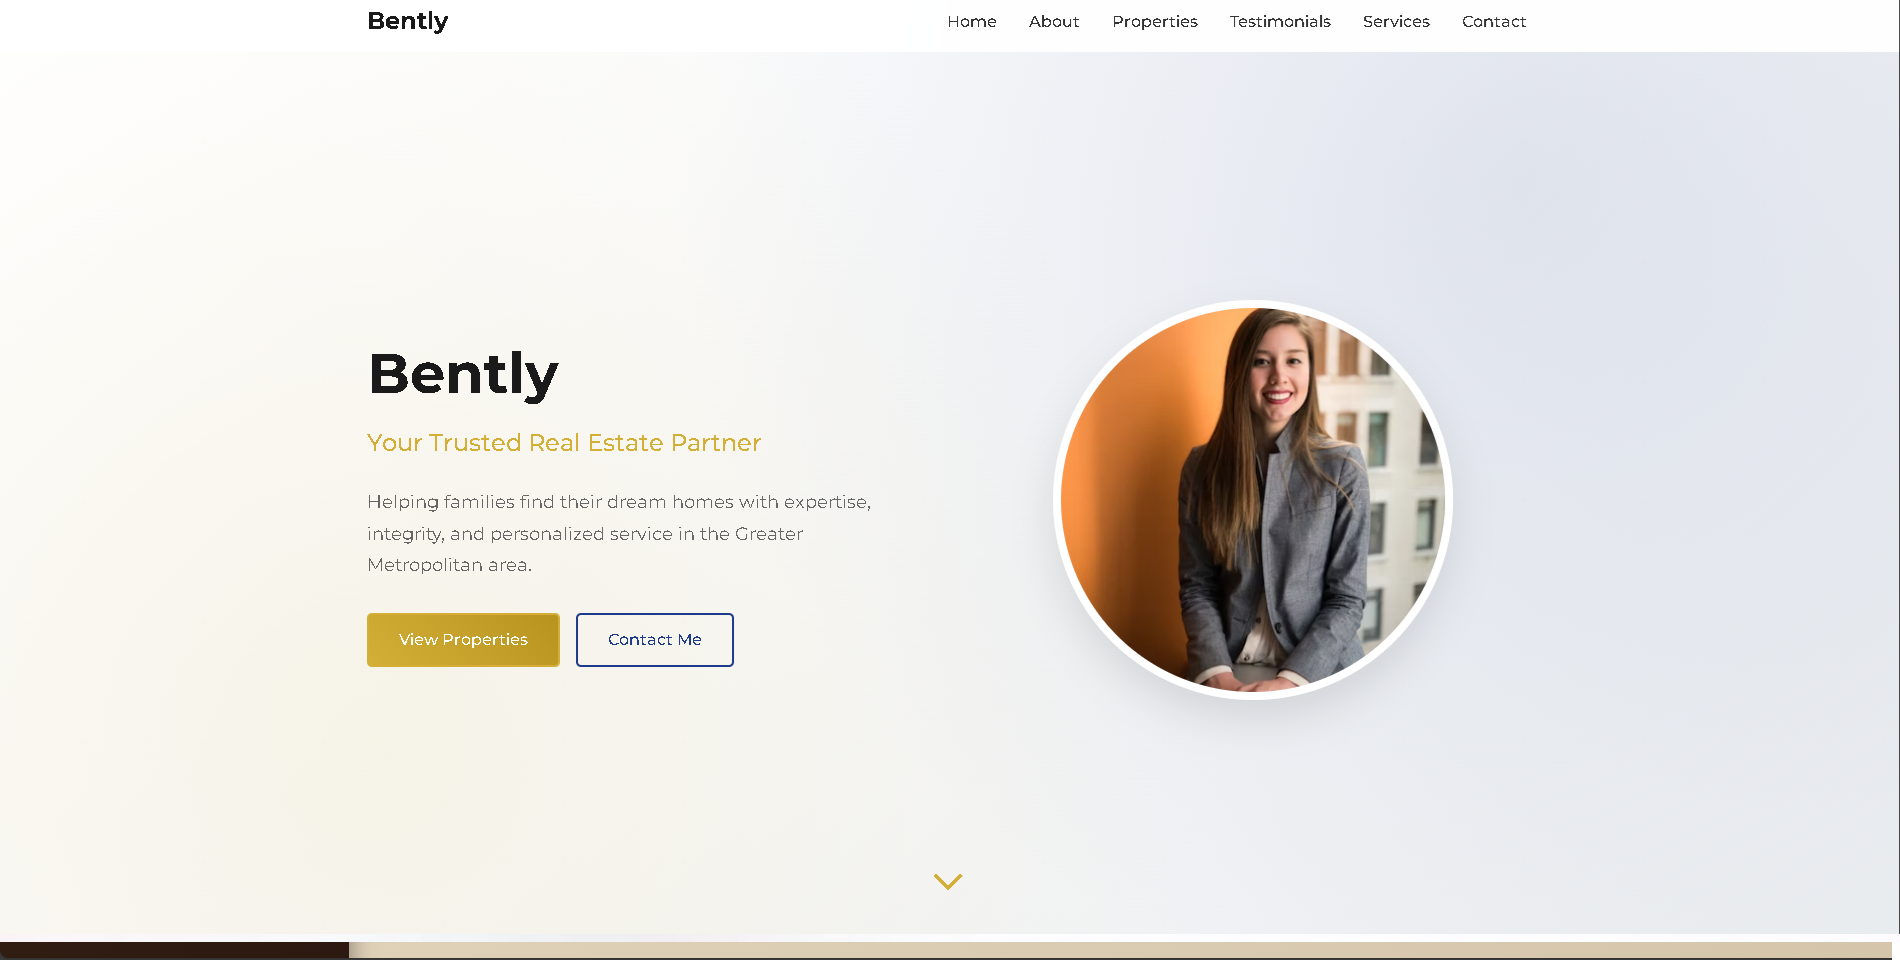 Bently
Home About Properties Testimonials Services Contact
Bently
Your Trusted Real Estate Partner
Helping families find their dream homes with expertise,
integrity, and personalized service in the Greater
Metropolitan area.
View Properties
Contact Me